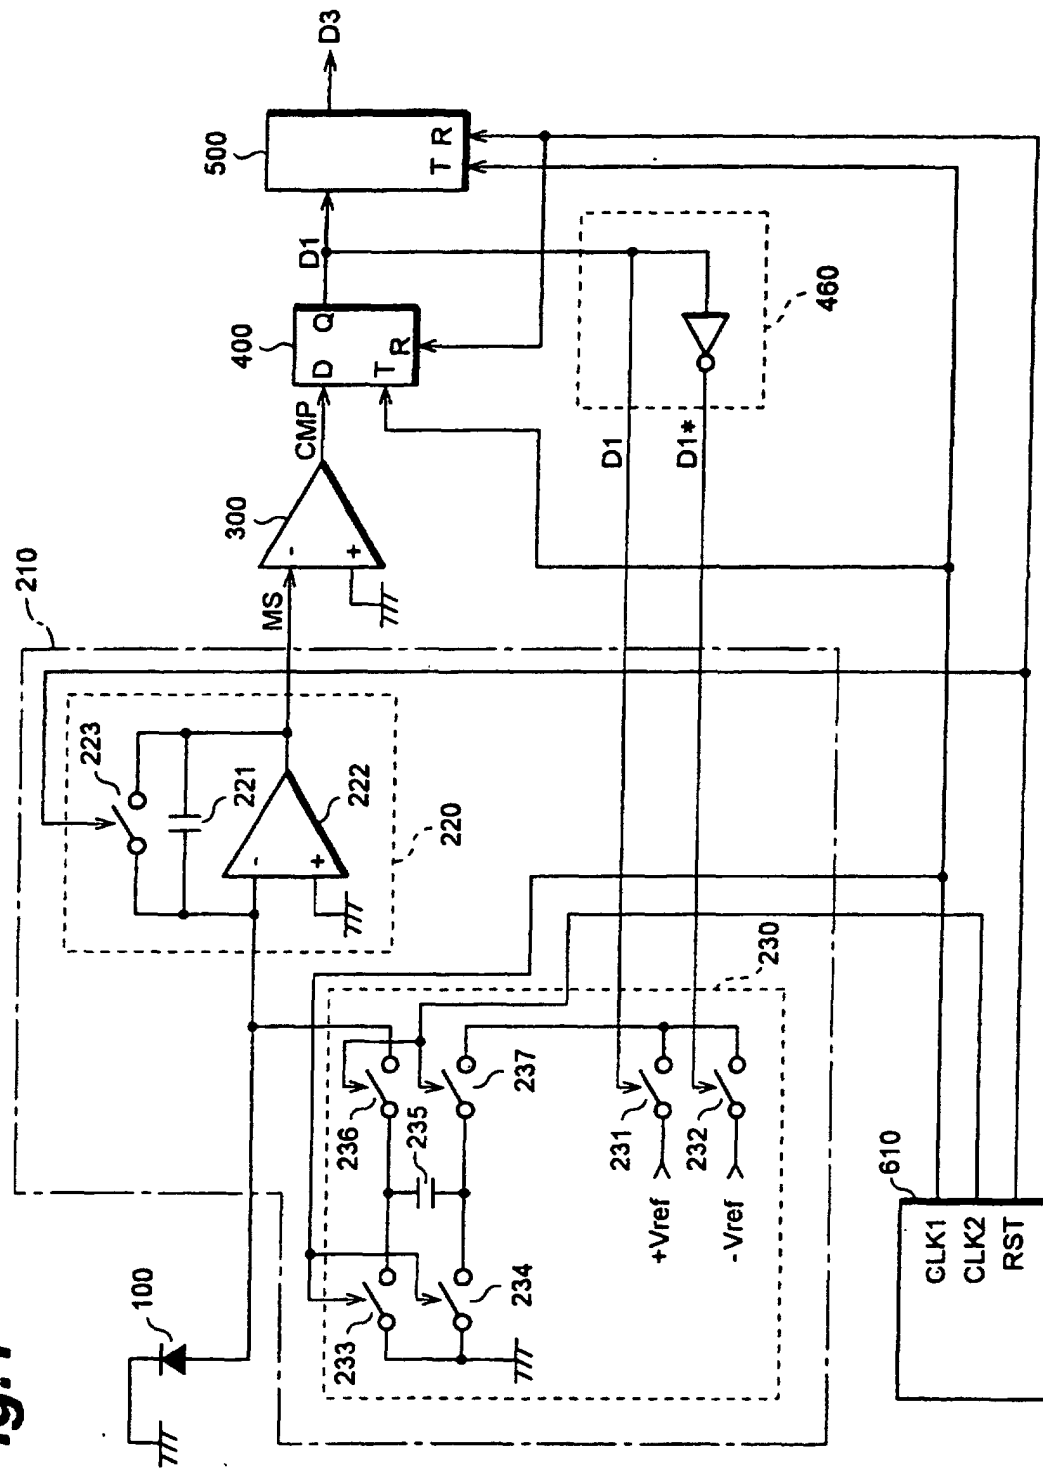 D3
500
T R
D1
400
D Q
T R
CMP
300
-
+
MS
210
460
D1
D1*
223
221
222
-
+
220
230
236
235
237
231
232
+Vref
-Vref
233
234
100
610
CLK1
CLK2
RST